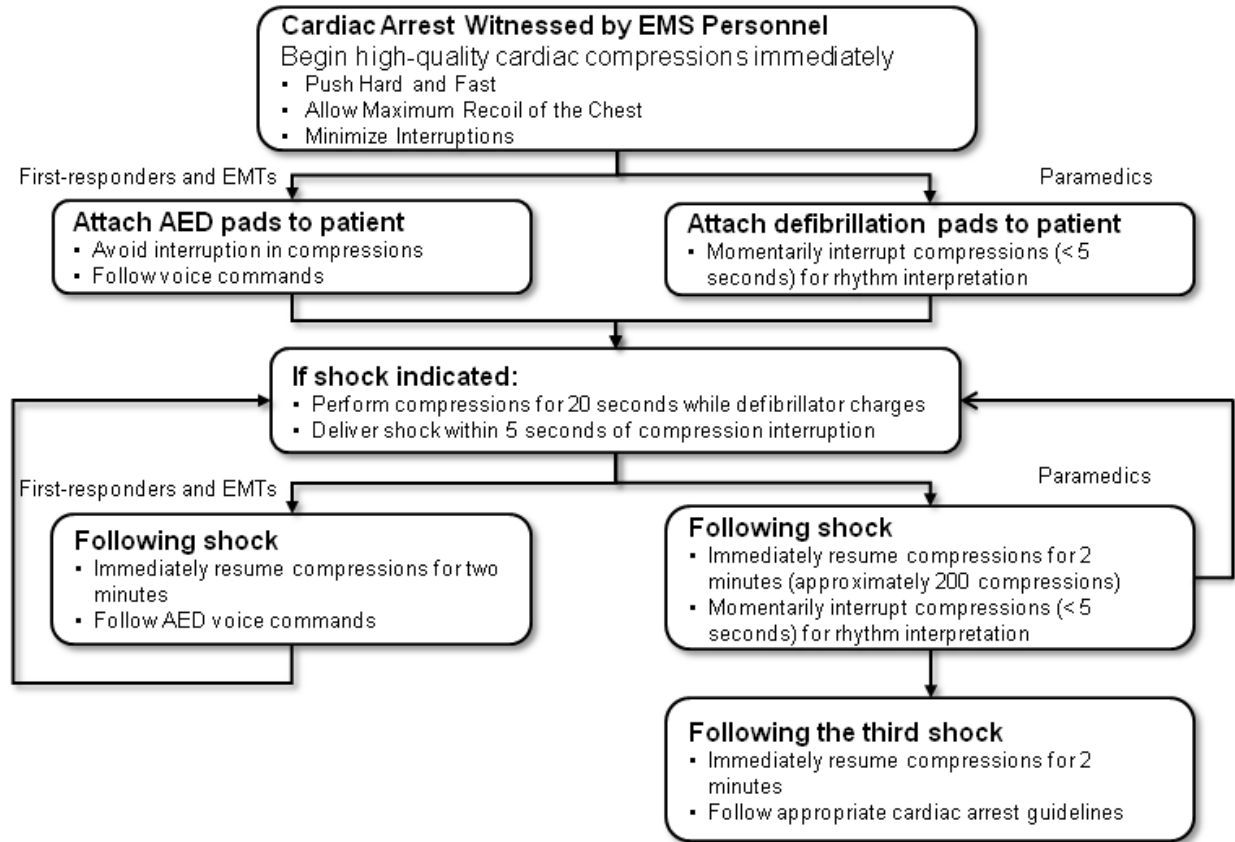 Cardiac Arrest Witnessed by EMS Personnel
Begin high-quality cardiac compressions immediately
▪ Push Hard and Fast
▪ Allow Maximum Recoil of the Chest
▪ Minimize Interruptions
First-responders and EMTs
Paramedics
Attach AED pads to patient
▪ Avoid interruption in compressions
▪ Follow voice commands
Attach defibrillation pads to patient
▪ Momentarily interrupt compressions (< 5
seconds) for rhythm interpretation
If shock indicated:
▪ Perform compressions for 20 seconds while defibrillator charges
▪ Deliver shock within 5 seconds of compression interruption
First-responders and EMTs
Paramedics
Following shock
▪ Immediately resume compressions for two
minutes
▪ Follow AED voice commands
Following shock
▪ Immediately resume compressions for 2
minutes (approximately 200 compressions)
▪ Momentarily interrupt compressions (< 5
seconds) for rhythm interpretation
Following the third shock
▪ Immediately resume compressions for 2
minutes
▪ Follow appropriate cardiac arrest guidelines